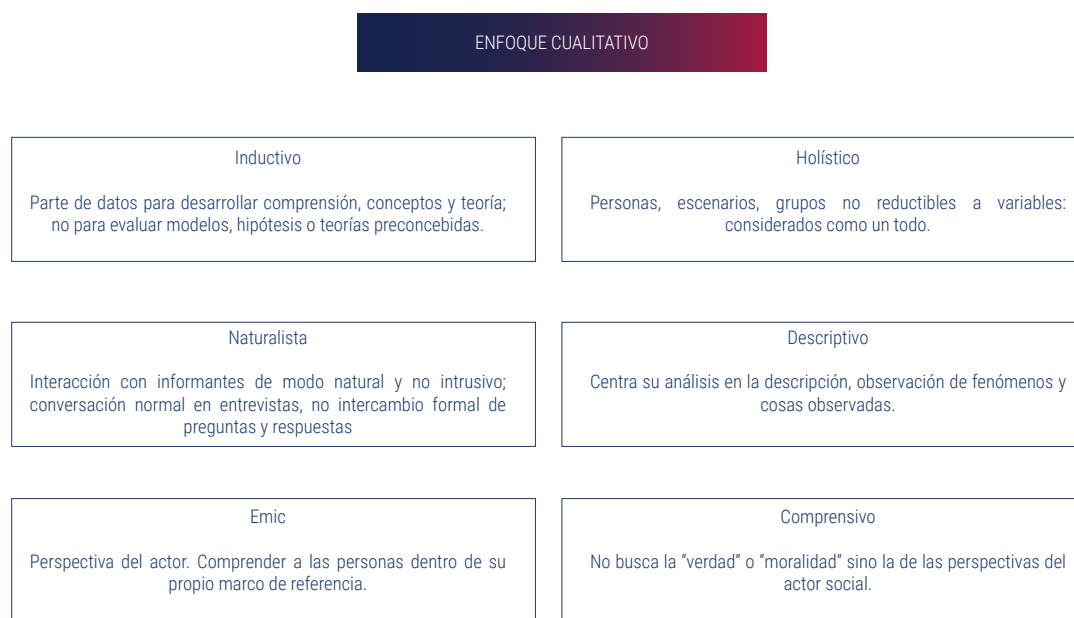 ENFOQUE CUALITATIVO
Inductivo
Parte de datos para desarrollar comprensión, conceptos y teoría;
no para evaluar modelos, hipótesis o teorías preconcebidas.
Holístico
Personas, escenarios, grupos no reductibles a variables:
considerados como un todo.
Naturalista
Interacción con informantes de modo natural y no intrusivo;
conversación normal en entrevistas, no intercambio formal de
preguntas y respuestas
Descriptivo
Centra su análisis en la descripción, observación de fenómenos y
cosas observadas.
Emic
Perspectiva del actor. Comprender a las personas dentro de su
propio marco de referencia.
Comprensivo
No busca la “verdad” o “moralidad” sino la de las perspectivas del
actor social.